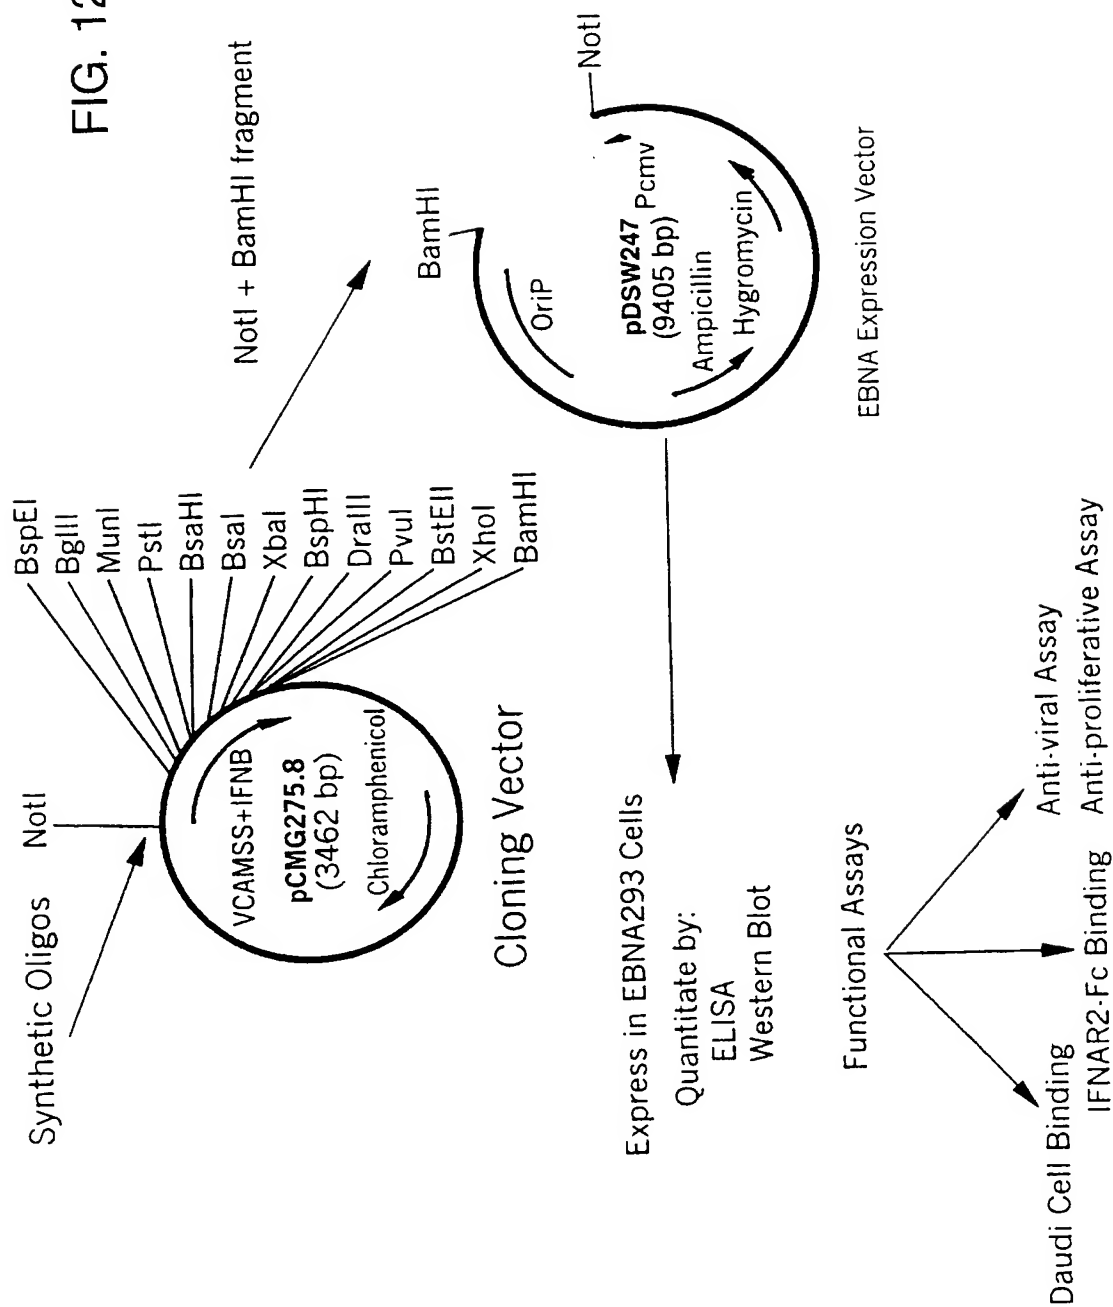 FIG. 12
Synthetic Oligos
NotI
BspEI
BglII
MunI
PstI
BsaHI
BsaI
XbaI
BspHI
DraIII
PvuI
BstEII
XhoI
BamHI
VCAMSS+IFNB
pCMG275.8
(3462 bp)
Chloramphenicol
Cloning Vector
NotI + BamHI fragment
BamHI
NotI
OriP
Pcmv
pDSW247
(9405 bp)
Ampicillin
Hygromycin
EBNA Expression Vector
Express in EBNA293 Cells
Quantitate by:
ELISA
Western Blot
Functional Assays
Daudi Cell Binding
IFNAR2-Fc Binding
Anti-viral Assay
Anti-proliferative Assay